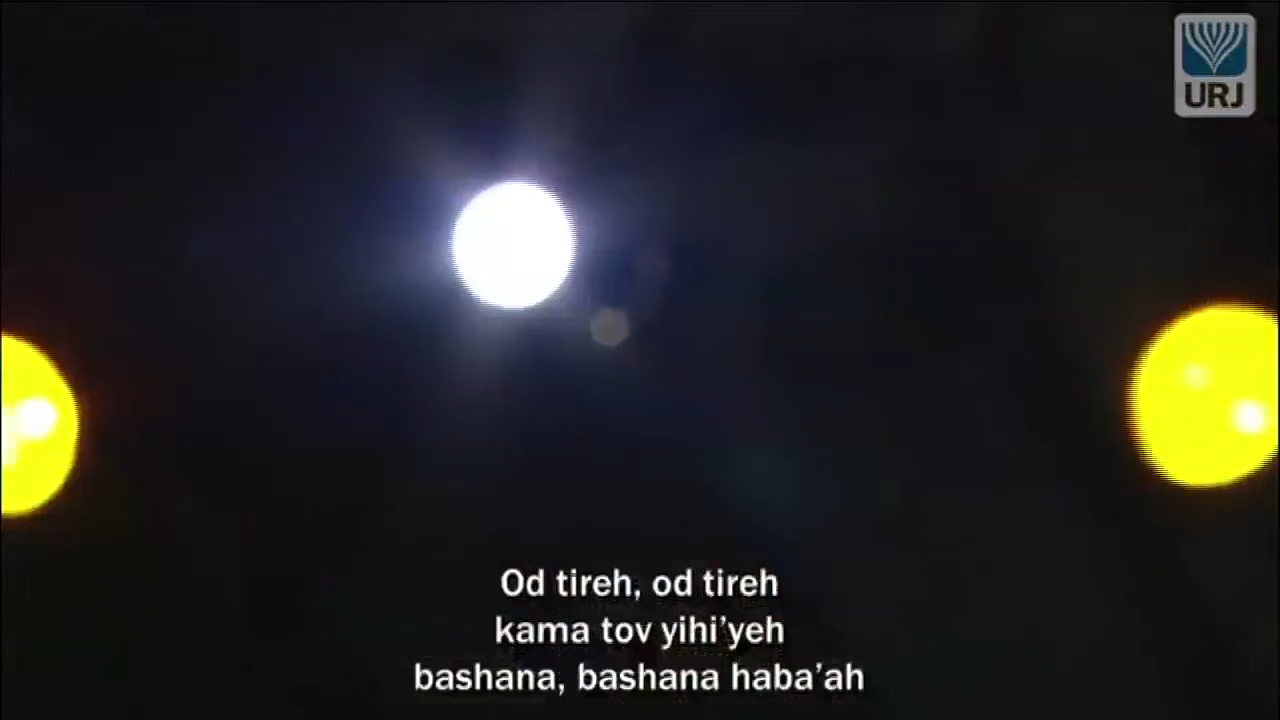 URJ
Od tireh, od tireh
kama tov yihi’yeh
bashana, bashana haba’ah